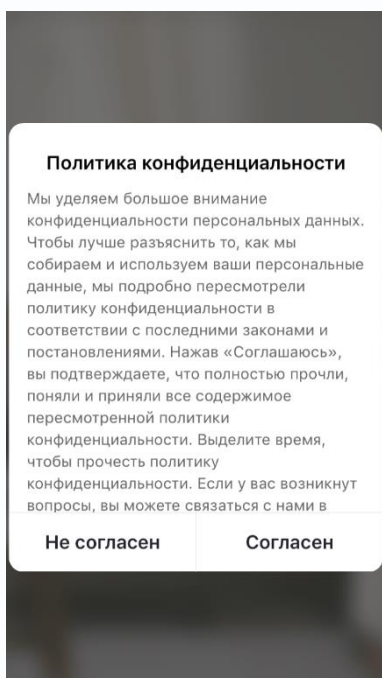 Политика конфиденциальности
Мы уделяем большое внимание
конфиденциальности персональных данных.
Чтобы лучше разъяснить то, как мы
собираем и используем ваши персональные
данные, мы подробно пересмотрели
политику конфиденциальности в
соответствии с последними законами и
постановлениями. Нажав «Соглашаюсь»,
вы подтверждаете, что полностью прочли,
поняли и приняли все содержимое
пересмотренной политики
конфиденциальности. Выделите время,
чтобы прочесть политику
конфиденциальности. Если у вас возникнут
вопросы, вы можете связаться с нами в
Не согласен
Согласен